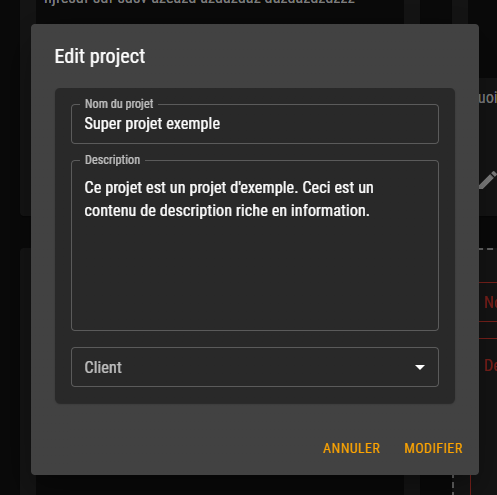 Edit project
Nom du projet
Super projet exemple
Description
Ce projet est un projet d'exemple. Ceci est un
contenu de description riche en information.
Client
ANNULER MODIFIER